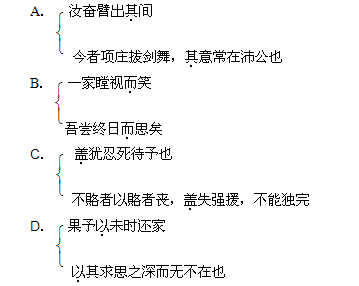 A. 汝奋臂出其间
今者项庄拔剑舞，其意常在沛公也
B. 一家瞠视而笑
吾尝终日而思矣
C. 盖犹忍死待予也
不赂者以赂者丧，盖失强援，不能独完
D. 果予以未时还家
以其求思之深而无不在也